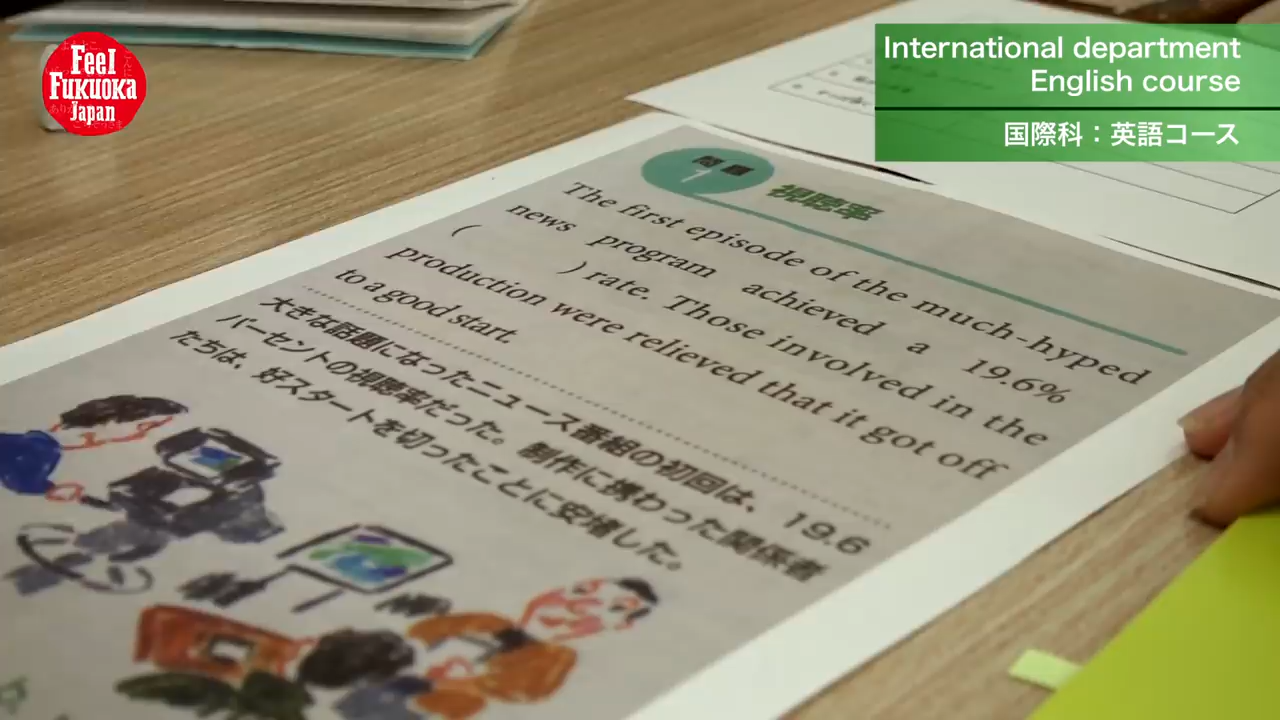 Feel
FUKUOKA
Japan
International department
English course
国際科：英語コース
問題
1
視聴率
The first episode of the much-hyped
news program achieved a 19.6%
( ) rate. Those involved in the
production were relieved that it got off
to a good start.
大きな話題になったニュース番組の初回は、19.6
パーセントの視聴率だった。制作に携わった関係者
たちは、好スタートを切ったことに安堵した。